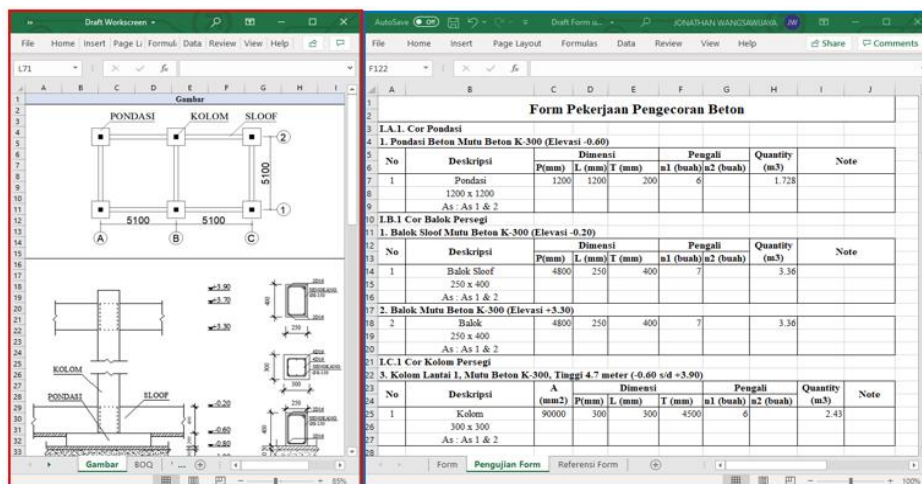 Draft Workscreen
File Home Insert Page L Formul Data Review View Help
L71
A B C D E F G H I
Gambar
PONDASI KOLOM SLOOF
2
5100
1
5100 5100
A B C
+3.90
+3.70
400
+3.30
250
300
KOLOM
300
PONDASI
SLOOF
-0.20
-0.60
-0.80
400
250
Gambar BOQ
85%
AutoSave Off Draft Form u... JONATHAN WANGSAWIJAYA JW
File Home Insert Page Layout Formulas Data Review View Help Share Comments
F122
A B C D E F G H I J
Form Pekerjaan Pengecoran Beton
I.A.1. Cor Pondasi
1. Pondasi Beton Mutu Beton K-300 (Elevasi -0.60)
No Deskripsi Dimensi Pengali Quantity (m3) Note
P(mm) L (mm) T (mm) n1 (buah) n2 (buah)
1 Pondasi 1200 1200 200 6 1.728
1200 x 1200
As : As 1 & 2
I.B.1 Cor Balok Persegi
1. Balok Sloof Mutu Beton K-300 (Elevasi -0.20)
No Deskripsi Dimensi Pengali Quantity (m3) Note
P(mm) L (mm) T (mm) n1 (buah) n2 (buah)
1 Balok Sloof 4800 250 400 7 3.36
250 x 400
As : As 1 & 2
2. Balok Mutu Beton K-300 (Elevasi +3.30)
2 Balok 4800 250 400 7 3.36
250 x 400
As : As 1 & 2
I.C.1 Cor Kolom Persegi
3. Kolom Lantai 1, Mutu Beton K-300, Tinggi 4.7 meter (-0.60 s/d +3.90)
No Deskripsi A (mm2) Dimensi Pengali Quantity (m3) Note
P(mm) L (mm) T (mm) n1 (buah) n2 (buah)
1 Kolom 90000 300 300 4500 6 2.43
300 x 300
As : As 1 & 2
Form Pengujian Form Referensi Form
100%